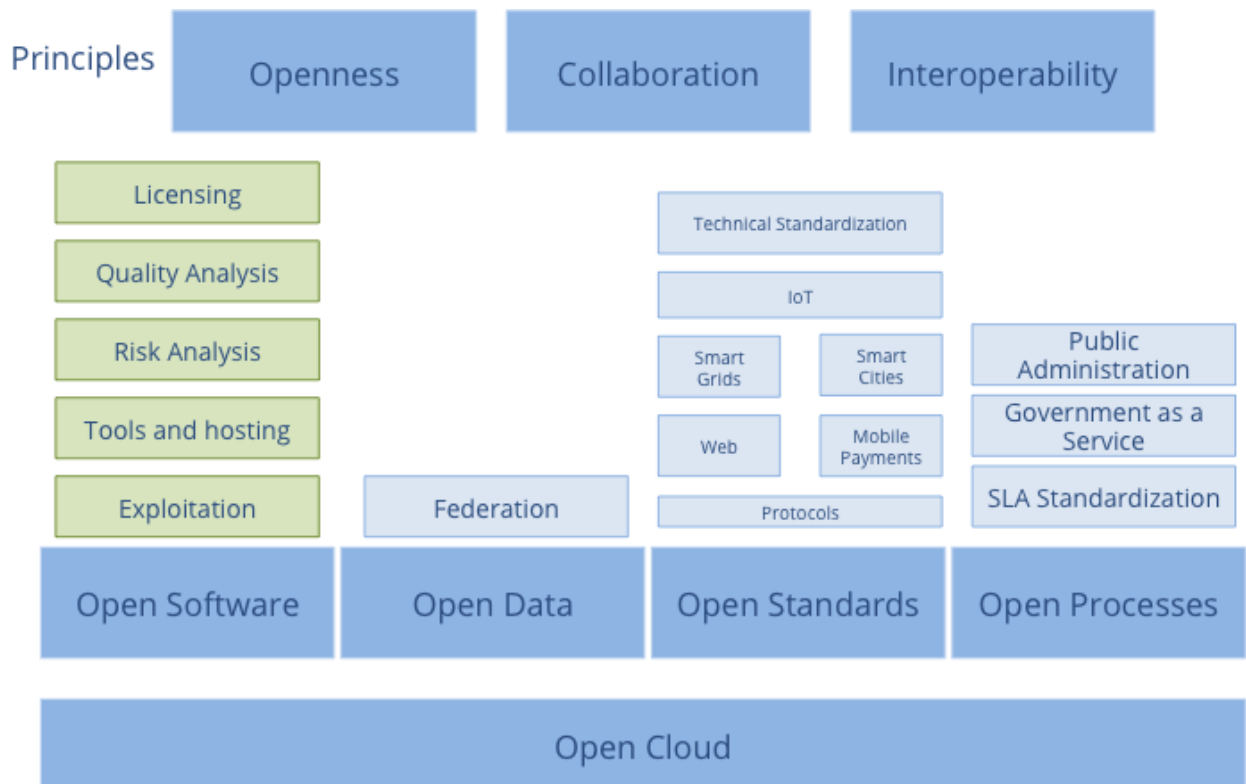 Principles
Openness
Collaboration
Interoperability
Licensing
Quality Analysis
Risk Analysis
Tools and hosting
Exploitation
Federation
Technical Standardization
IoT
Smart
Grids
Smart
Cities
Web
Mobile
Payments
Protocols
Public
Administration
Government as a
Service
SLA Standardization
Open Software
Open Data
Open Standards
Open Processes
Open Cloud